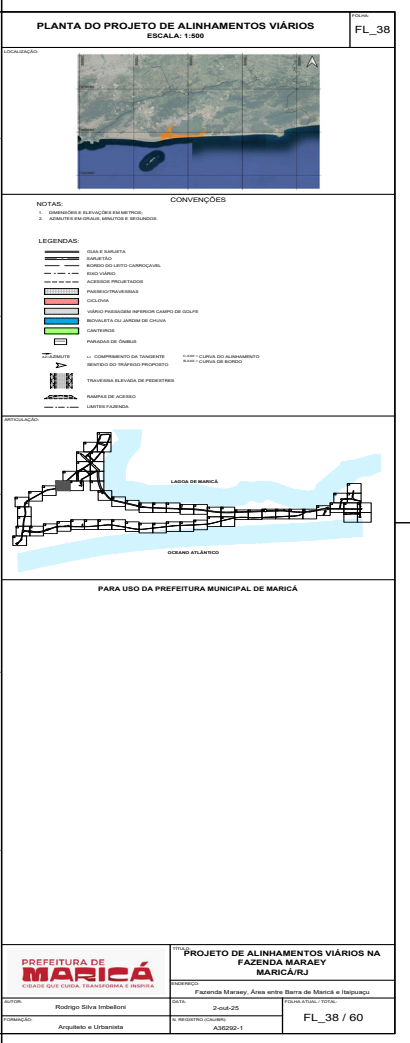 PLANTA DO PROJETO DE ALINHAMENTOS VIÁRIOS
ESCALA: 1:500
FOLHA:
FL_38
LOCALIZAÇÃO:
CONVENÇÕES
NOTAS:
1. DIMENSÕES E ELEVAÇÕES EM METROS;
2. AZIMUTES EM GRAUS, MINUTOS E SEGUNDOS.
LEGENDAS:
GUIA E SARJETA
SARJETÃO
BORDO DO LEITO CARROÇÁVEL
EIXO VIÁRIO
ACESSOS PROJETADOS
PASSEIO/TRAVESSIAS
CICLOVIA
VIÁRIO PASSAGEM INFERIOR CAMPO DE GOLFE
BIOVALETA OU JARDIM DE CHUVA
CANTEIROS
PARADAS DE ÔNIBUS
AZ=AZIMUTE
L= COMPRIMENTO DA TANGENTE
= CURVA DO ALINHAMENTO
= CURVA DE BORDO
SENTIDO DO TRÁFEGO PROPOSTO
TRAVESSIA ELEVADA DE PEDESTRES
RAMPAS DE ACESSO
LIMITES FAZENDA
ARTICULAÇÃO:
LAGOA DE MARICÁ
OCEANO ATLÂNTICO
PARA USO DA PREFEITURA MUNICIPAL DE MARICÁ
PREFEITURA DE
MARICÁ
CIDADE QUE CUIDA, TRANSFORMA E INSPIRA
TÍTULO:
PROJETO DE ALINHAMENTOS VIÁRIOS NA
FAZENDA MARAEY
MARICÁ/RJ
ENDEREÇO:
Fazenda Maraey, Área entre Barra de Maricá e Itaipuaçu
AUTOR:
Rodrigo Silva Imbelloni
DATA:
2-out-25
FOLHA ATUAL / TOTAL:
FL_38 / 60
FORMAÇÃO:
Arquiteto e Urbanista
N. REGISTRO (CAU/BR):
A36292-1